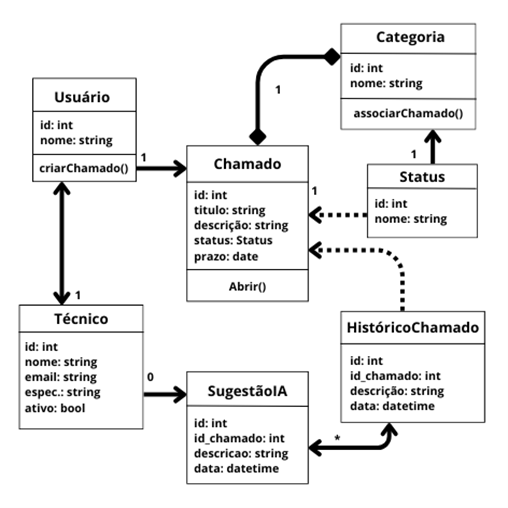 Categoria
id: int
nome: string
associarChamado()
1
Usuário
id: int
nome: string
criarChamado()
1
Chamado
id: int
titulo: string
descrição: string
status: Status
prazo: date
Abrir()
1
1
Status
id: int
nome: string
1
Técnico
id: int
nome: string
email: string
espec.: string
ativo: bool
0
SugestãoIA
id: int
id_chamado: int
descricao: string
data: datetime
*
HistóricoChamado
id: int
id_chamado: int
descrição: string
data: datetime